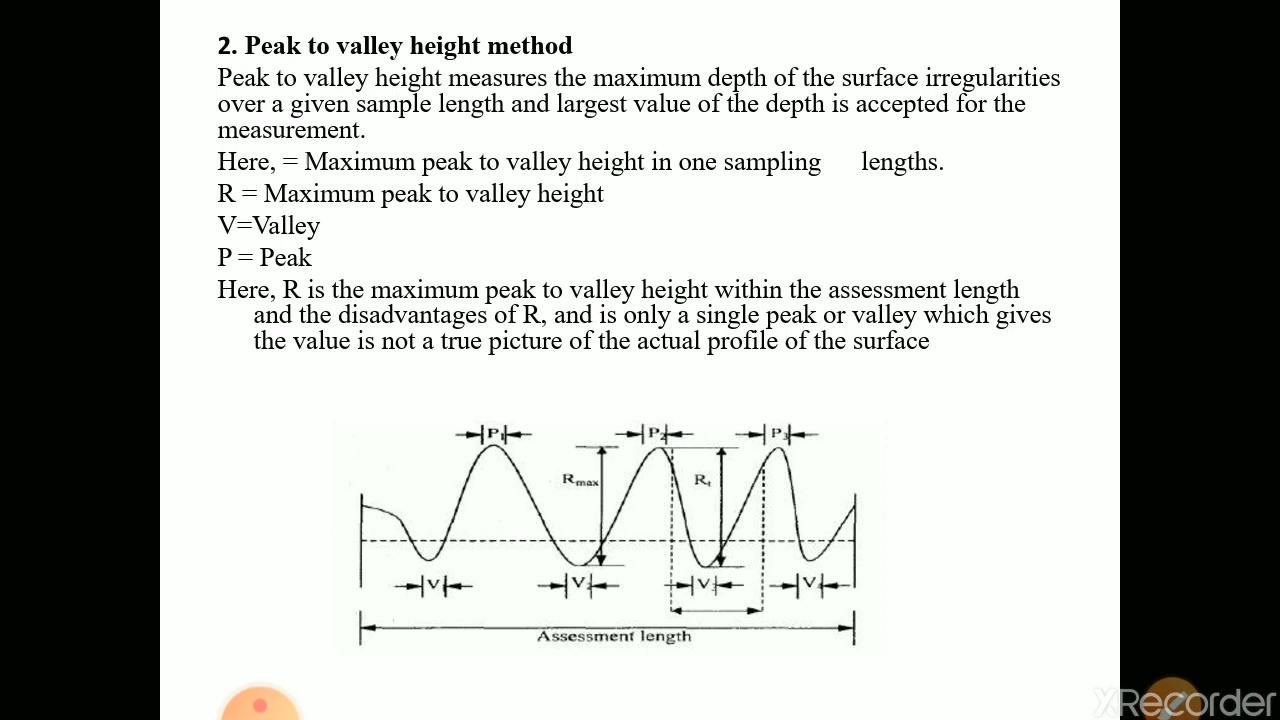 2. Peak to valley height method
Peak to valley height measures the maximum depth of the surface irregularities
over a given sample length and largest value of the depth is accepted for the
measurement.
Here, = Maximum peak to valley height in one sampling lengths.
R = Maximum peak to valley height
V=Valley
P = Peak
Here, R is the maximum peak to valley height within the assessment length
and the disadvantages of R, and is only a single peak or valley which gives
the value is not a true picture of the actual profile of the surface
P1 P2 P3
Rmax Rt
V1 V2 V3 V4
Assessment length
XRecorder